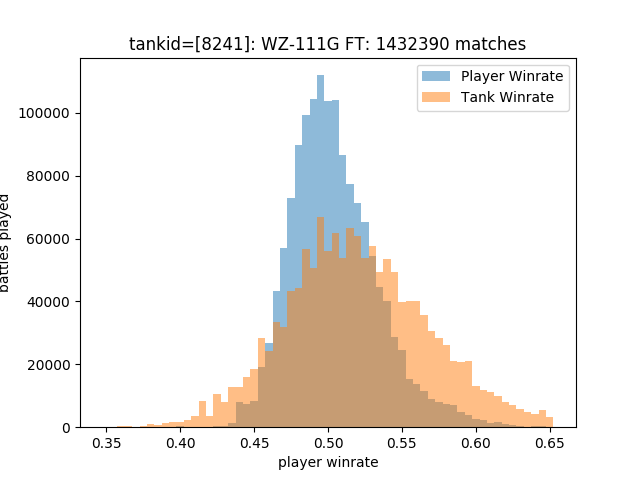 tankid=[8241]: WZ-111G FT: 1432390 matches
Player Winrate
Tank Winrate
battles played
100000
80000
60000
40000
20000
0
0.35 0.40 0.45 0.50 0.55 0.60 0.65
player winrate